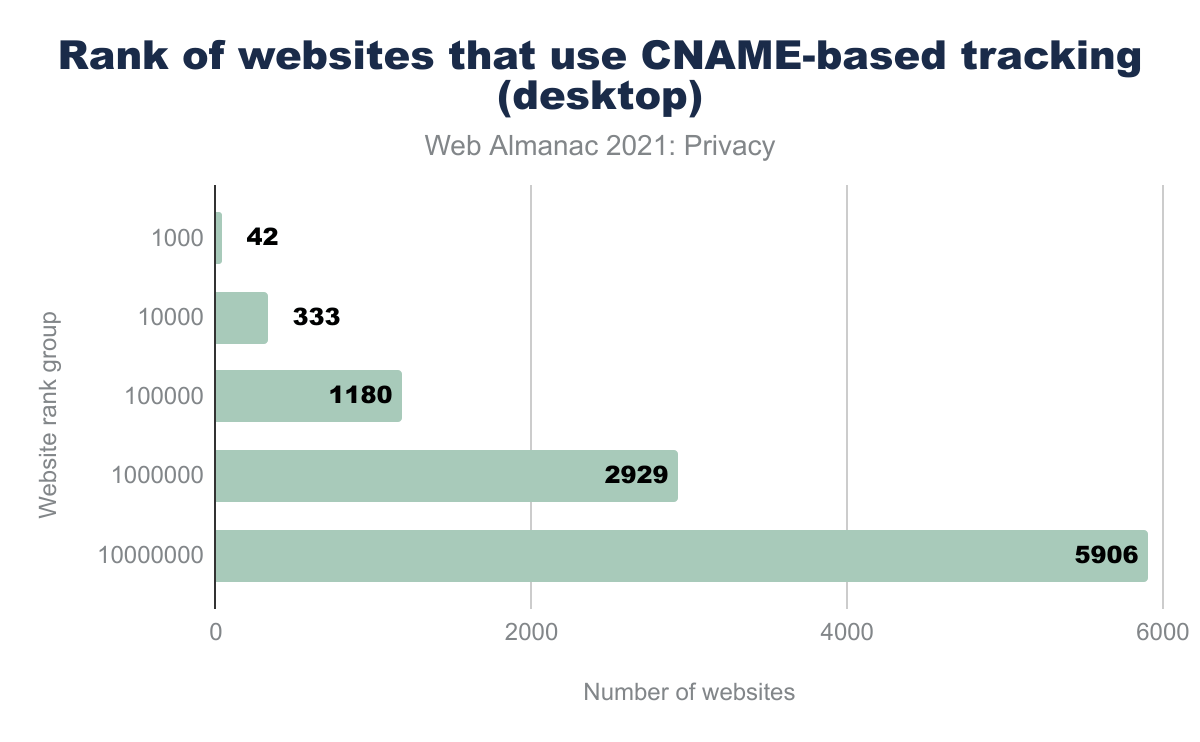 Rank of websites that use CNAME-based tracking
(desktop)
Web Almanac 2021: Privacy
Website rank group
1000
42
10000
333
100000
1180
1000000
2929
10000000
5906
0
2000
4000
6000
Number of websites